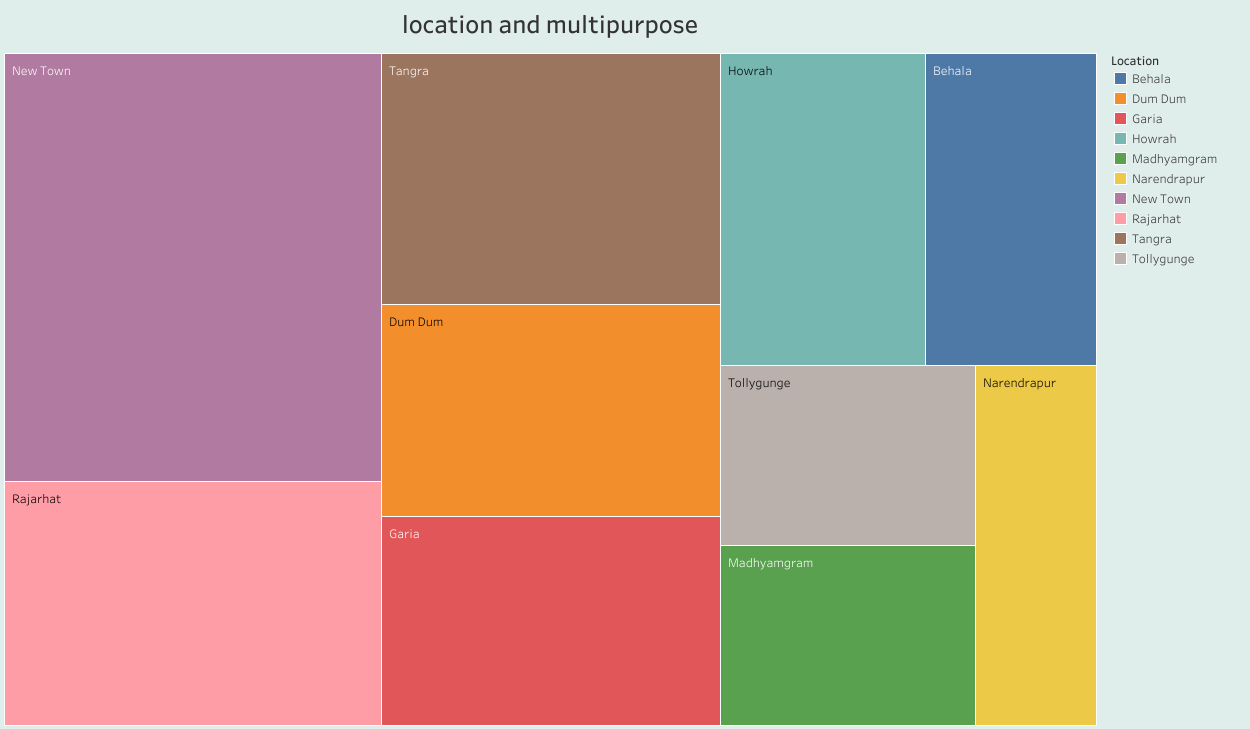 location and multipurpose
New Town
Tangra
Howrah
Behala
Dum Dum
Tollygunge
Narendrapur
Rajarhat
Garia
Madhyamgram
Location
Behala
Dum Dum
Garia
Howrah
Madhyamgram
Narendrapur
New Town
Rajarhat
Tangra
Tollygunge